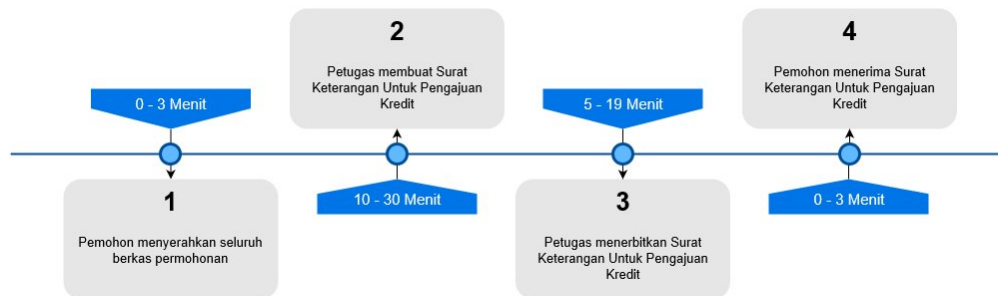 0 - 3 Menit
1
Pemohon menyerahkan seluruh
berkas permohonan
2
Petugas membuat Surat
Keterangan Untuk Pengajuan
Kredit
10 - 30 Menit
5 - 19 Menit
3
Petugas menerbitkan Surat
Keterangan Untuk Pengajuan
Kredit
4
Pemohon menerima Surat
Keterangan Untuk Pengajuan
Kredit
0 - 3 Menit